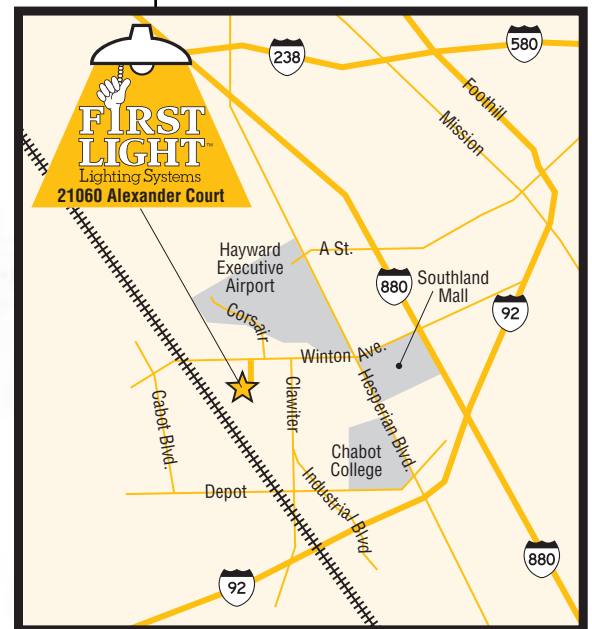 238
580
FIRST
LIGHT™
Lighting Systems
21060 Alexander Court
Foothill
Mission
Hayward
Executive
Airport
A St.
880
Southland
Mall
92
Corsair
Winton Ave.
Hesperian Blvd.
Cabot Blvd.
Clawiter
Chabot
College
Depot
Industrial Blvd
92
880